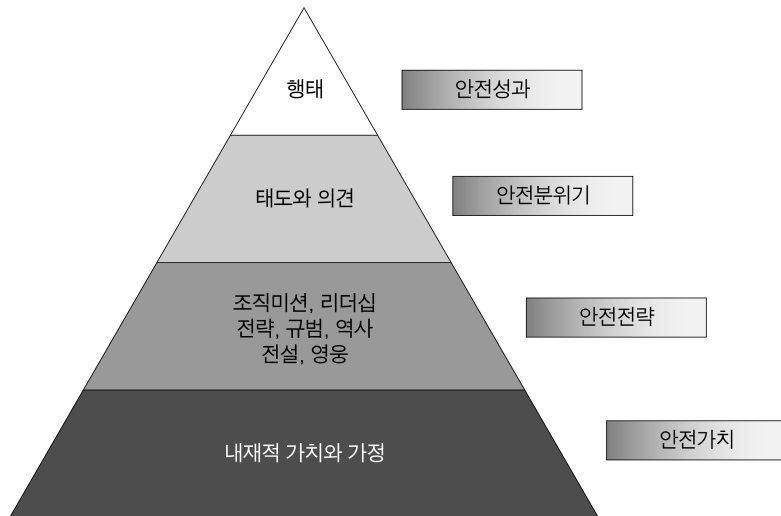 행태
안전성과
태도와 의견
안전분위기
조직미션, 리더십
전략, 규범, 역사
전설, 영웅
안전전략
내재적 가치와 가정
안전가치